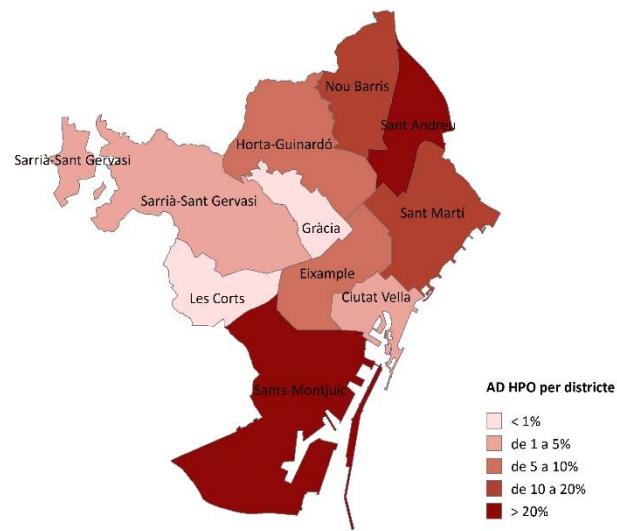 Nou Barris
Sant Andreu
Horta-Guinardó
Sarrià-Sant Gervasi
Sarrià-Sant Gervasi
Sant Martí
Gràcia
Eixample
Les Corts
Ciutat Vella
Sants-Montjuïc
AD HPO per districte
< 1%
de 1 a 5%
de 5 a 10%
de 10 a 20%
> 20%